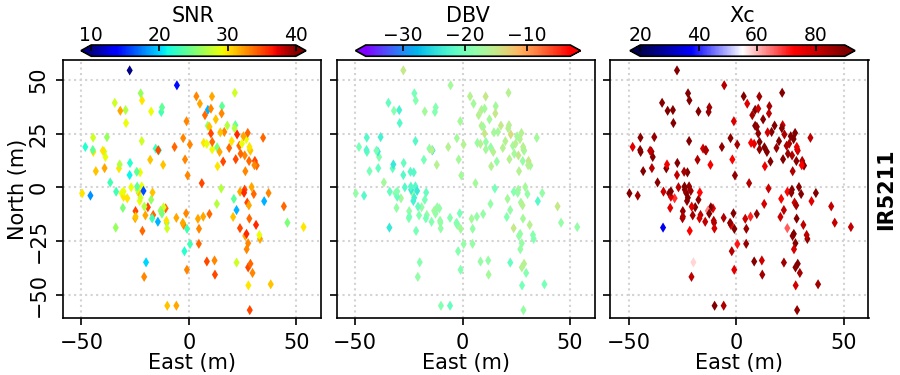 SNR DBV Xc
10 20 30 40 −30 −20 −10 20 40 60 80
50
25
0
−25
−50
North (m)
−50 0 50 −50 0 50 −50 0 50
East (m) East (m) East (m)
IR5211